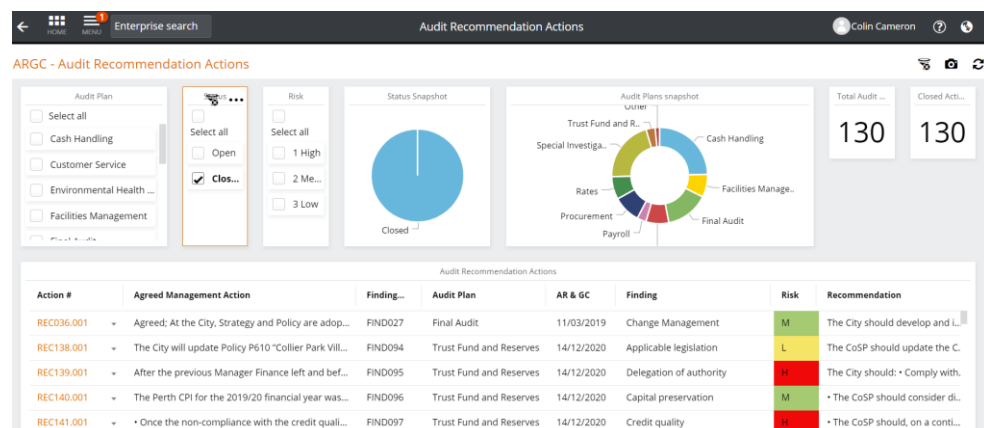 HOME
MENU
1
Enterprise search
Audit Recommendation Actions
Colin Cameron
ARGC - Audit Recommendation Actions
Audit Plan
Select all
Cash Handling
Customer Service
Environmental Health ...
Facilities Management
Select all
Open
Clos...
Risk
Select all
1 High
2 Me...
3 Low
Status Snapshot
Closed
Audit Plans snapshot
Other
Trust Fund and R..
Special Investiga..
Rates
Procurement
Payroll
Cash Handling
Facilities Manage..
Final Audit
Total Audit ...
130
Closed Acti...
130
Audit Recommendation Actions
Action # Agreed Management Action Finding... Audit Plan AR & GC Finding Risk Recommendation
REC036.001 Agreed; At the City, Strategy and Policy are adop... FIND027 Final Audit 11/03/2019 Change Management M The City should develop and i...
REC138.001 The City will update Policy P610 "Collier Park Vill... FIND094 Trust Fund and Reserves 14/12/2020 Applicable legislation L The CoSP should update the C.
REC139.001 After the previous Manager Finance left and bef... FIND095 Trust Fund and Reserves 14/12/2020 Delegation of authority H The City should: • Comply with.
REC140.001 The Perth CPI for the 2019/20 financial year was... FIND096 Trust Fund and Reserves 14/12/2020 Capital preservation M • The CoSP should consider di..
REC141.001 • Once the non-compliance with the credit quali... FIND097 Trust Fund and Reserves 14/12/2020 Credit quality H • The CoSP should, on a conti...